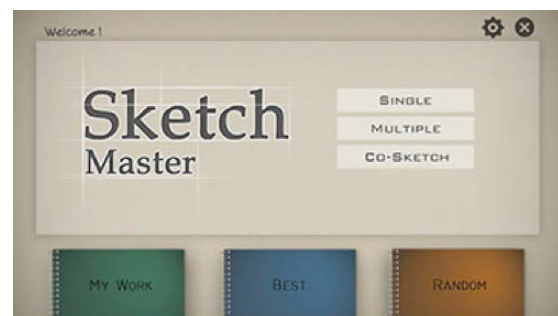 Welcome !
Sketch
Master
SINGLE
MULTIPLE
CO-SKETCH
MY WORK
BEST
RANDOM